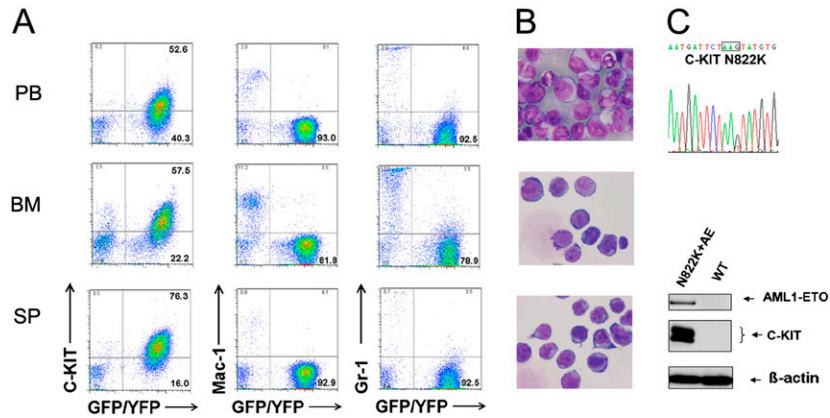 A
B
C
PB
BM
SP
52.6
40.3
93.0
92.5
57.5
22.2
81.8
78.9
76.3
16.0
92.9
92.5
C-KIT
Mac-1
Gr-1
GFP/YFP
GFP/YFP
GFP/YFP
AATGATTCTAAGTATGTG
C-KIT N822K
N822K+AE
WT
AML1-ETO
C-KIT
ß-actin